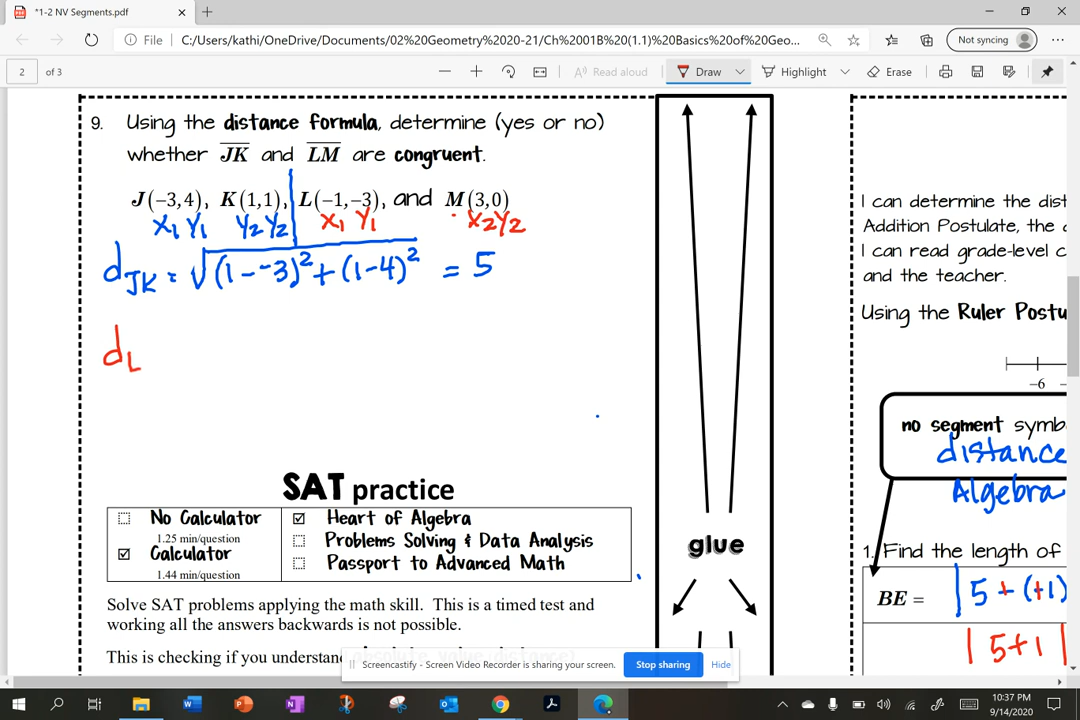 *1-2 NV Segments.pdf
File C:/Users/kathi/OneDrive/Documents/02%20Geometry%2020-21/Ch%2001B%20(1.1)%20Basics%20of%20Geo... Not syncing
2 of 3 Read aloud Draw Highlight Erase
9. Using the distance formula, determine (yes or no)
whether JK and LM are congruent.
J(−3,4), K(1,1), L(−1,−3), and M(3,0)
X1 Y1 Y2 Y2 X1 Y1 X2 Y2
dJK = √(1 - -3)² + (1-4)² = 5
dL
SAT practice
No Calculator
1.25 min/question
Calculator
1.44 min/question
Heart of Algebra
Problems Solving & Data Analysis
Passport to Advanced Math
Solve SAT problems applying the math skill. This is a timed test and
working all the answers backwards is not possible.
This is checking if you understand absolute value (distance)
glue
I can determine the dist
Addition Postulate, the
I can read grade-level c
and the teacher.
Using the Ruler Postu
−6
no segment symb
distance
Algebra
1. Find the length of
BE = |5 + (+1)
|5+1|
Screencastify - Screen Video Recorder is sharing your screen. Stop sharing Hide
10:37 PM
9/14/2020